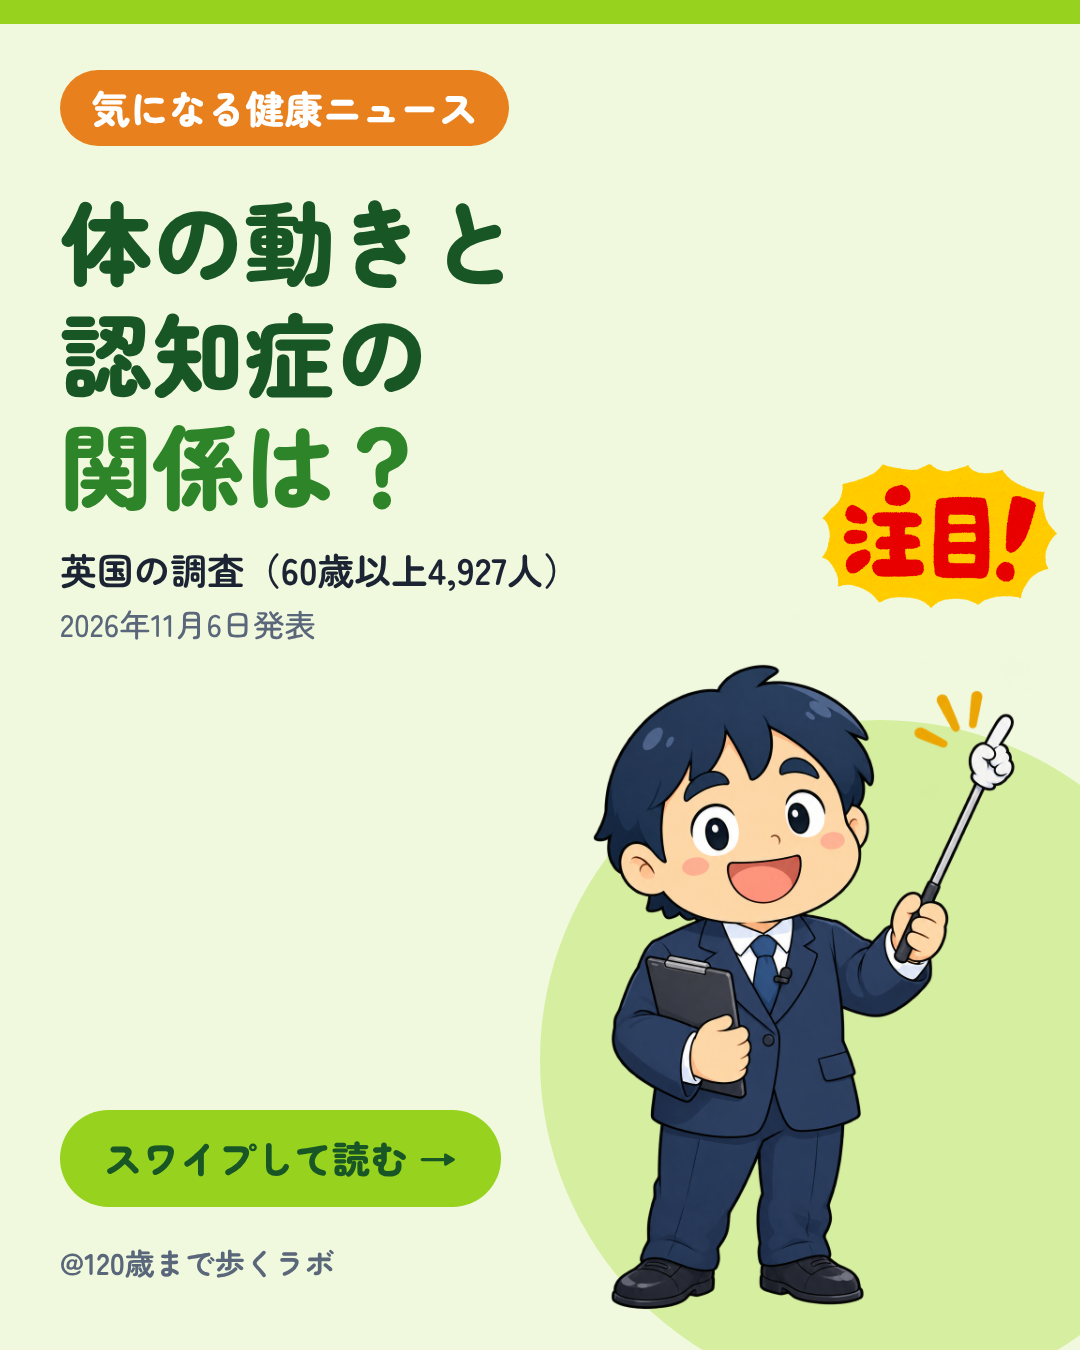 気になる健康ニュース
体の動きと
認知症の
関係は？
英国の調査（60歳以上4,927人）
2026年11月6日発表
注目!
スワイプして読む →
@120歳まで歩くラボ